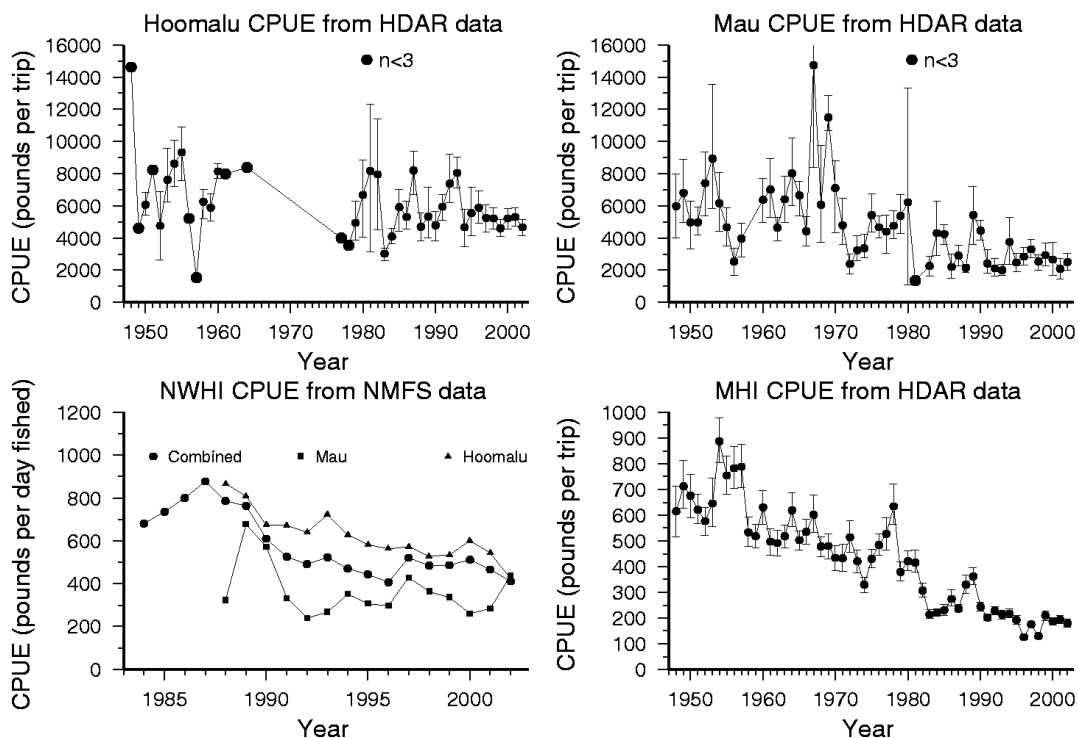 Hoomalu CPUE from HDAR data
CPUE (pounds per trip)
16000
14000
12000
10000
8000
6000
4000
2000
0
n<3
1950 1960 1970 1980 1990 2000
Year
Mau CPUE from HDAR data
CPUE (pounds per trip)
16000
14000
12000
10000
8000
6000
4000
2000
0
n<3
1950 1960 1970 1980 1990 2000
Year
NWHI CPUE from NMFS data
CPUE (pounds per day fished)
1200
1000
800
600
400
200
0
Combined Mau Hoomalu
1985 1990 1995 2000
Year
MHI CPUE from HDAR data
CPUE (pounds per trip)
1000
900
800
700
600
500
400
300
200
100
0
1950 1960 1970 1980 1990 2000
Year